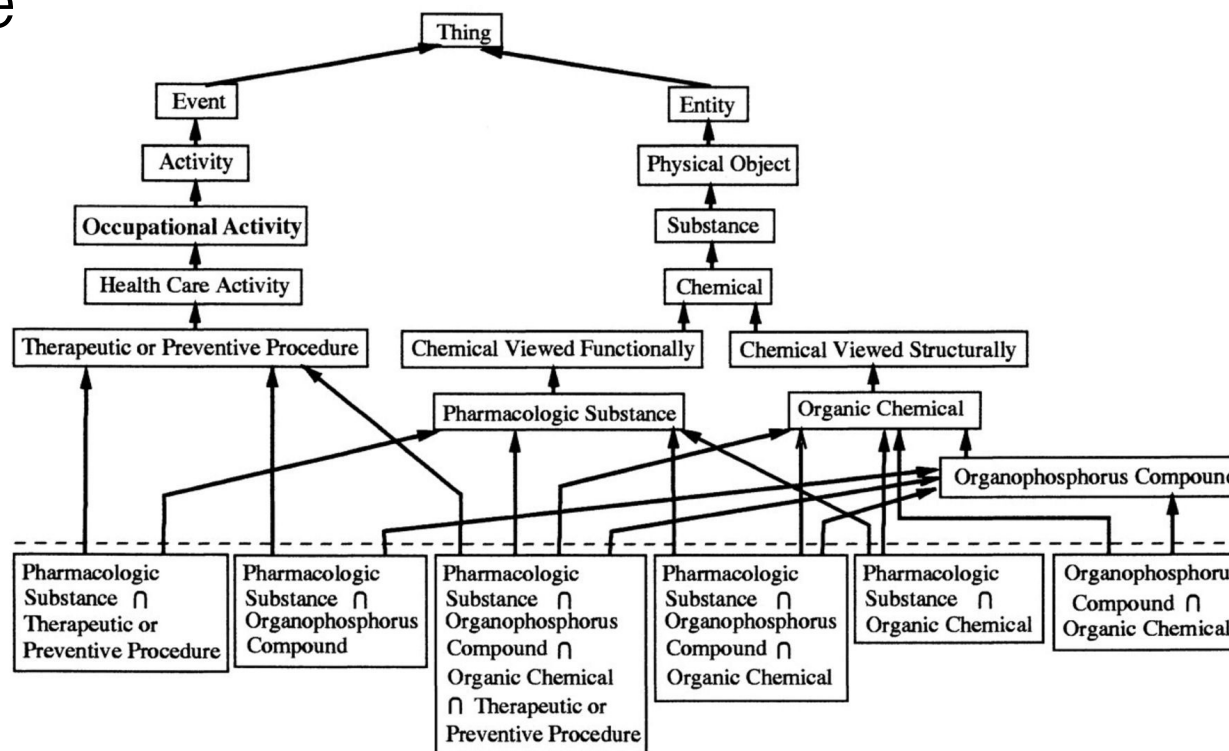 e
Thing
Event
Entity
Activity
Physical Object
Occupational Activity
Substance
Health Care Activity
Chemical
Therapeutic or Preventive Procedure
Chemical Viewed Functionally
Chemical Viewed Structurally
Pharmacologic Substance
Organic Chemical
Organophosphorus Compound
Pharmacologic
Substance ∩
Therapeutic or
Preventive Procedure
Pharmacologic
Substance ∩
Organophosphorus
Compound
Pharmacologic
Substance ∩
Organophosphorus
Compound ∩
Organic Chemical
∩ Therapeutic or
Preventive Procedure
Pharmacologic
Substance ∩
Organophosphorus
Compound ∩
Organic Chemical
Pharmacologic
Substance ∩
Organic Chemical
Organophosphoru
Compound ∩
Organic Chemical